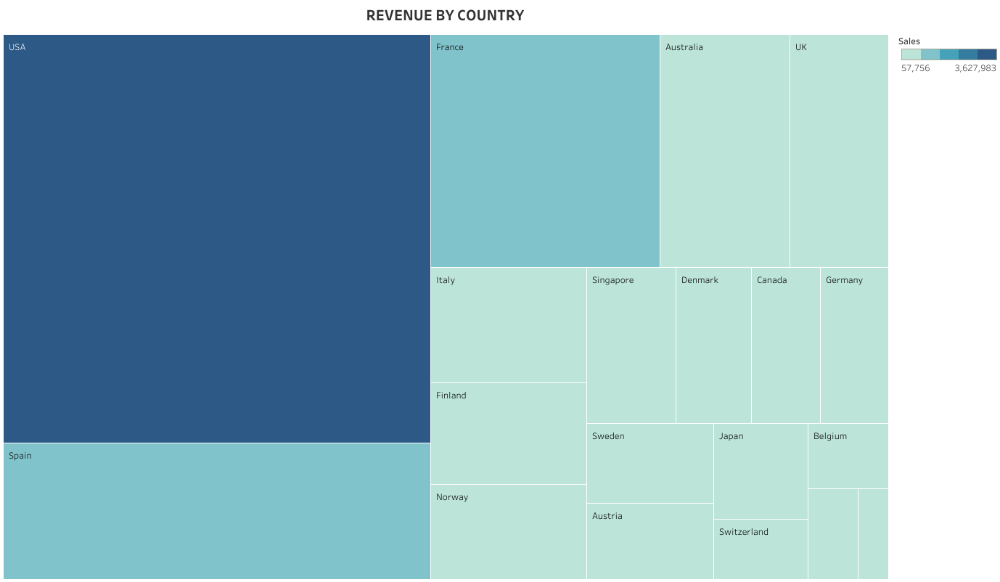 REVENUE BY COUNTRY
USA
France
Australia
UK
Sales
57,756
3,627,983
Italy
Singapore
Denmark
Canada
Germany
Finland
Spain
Sweden
Japan
Belgium
Norway
Austria
Switzerland